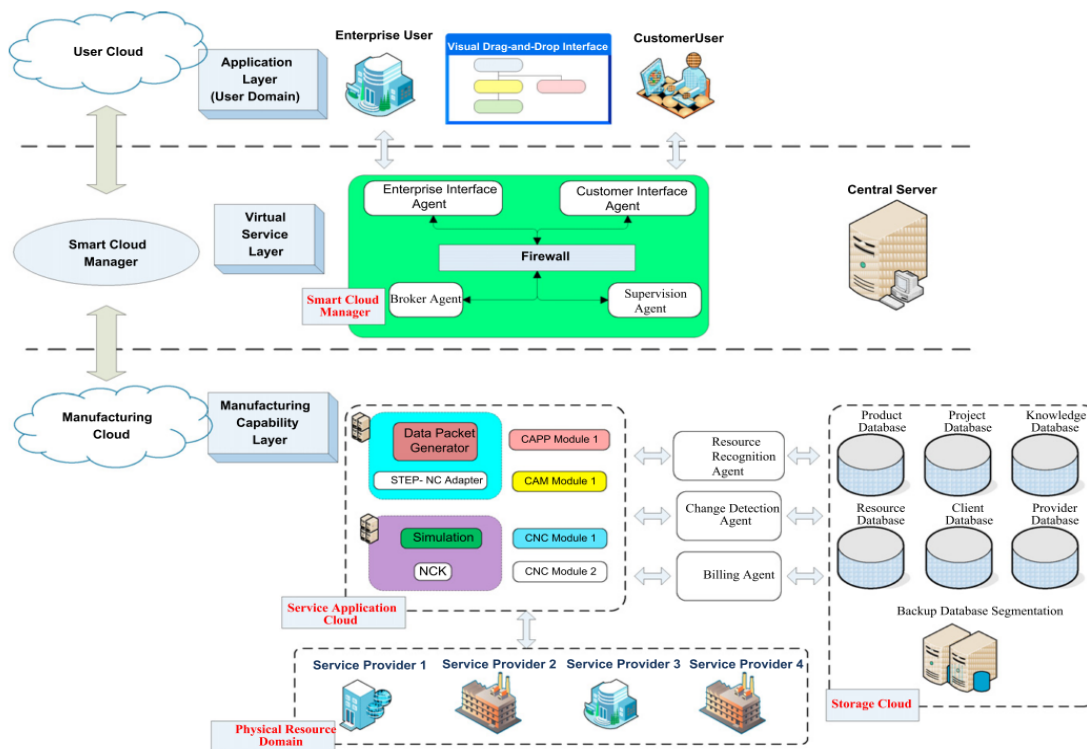 User Cloud
Application
Layer
(User Domain)
Enterprise User
Visual Drag-and-Drop Interface
CustomerUser
Smart Cloud
Manager
Virtual
Service
Layer
Enterprise Interface
Agent
Customer Interface
Agent
Firewall
Broker Agent
Supervision
Agent
Smart Cloud
Manager
Central Server
Manufacturing
Cloud
Manufacturing
Capability
Layer
Data Packet
Generator
STEP- NC Adapter
CAPP Module 1
CAM Module 1
Simulation
NCK
CNC Module 1
CNC Module 2
Service Application
Cloud
Resource
Recognition
Agent
Change Detection
Agent
Billing Agent
Product
Database
Project
Database
Knowledge
Database
Resource
Database
Client
Database
Provider
Database
Backup Database Segmentation
Storage Cloud
Service Provider 1
Service Provider 2
Service Provider 3
Service Provider 4
Physical Resource
Domain